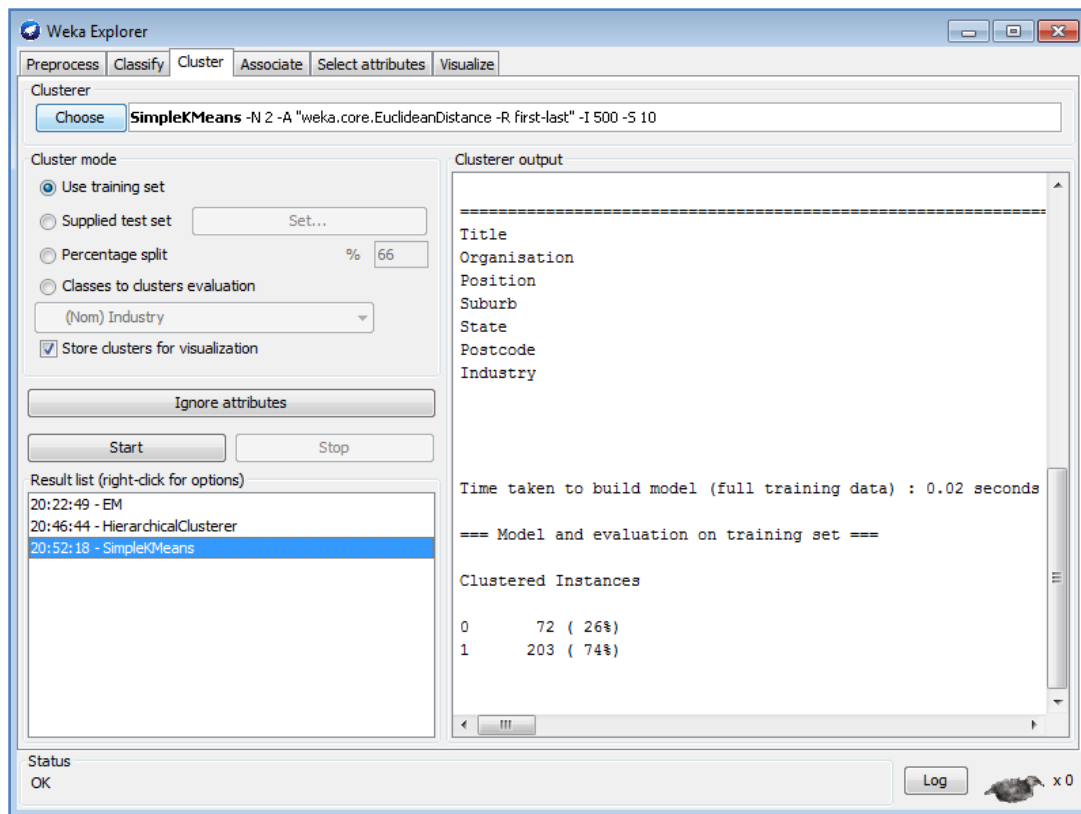 Weka Explorer
Preprocess Classify Cluster Associate Select attributes Visualize
Clusterer
Choose SimpleKMeans -N 2 -A "weka.core.EuclideanDistance -R first-last" -I 500 -S 10
Cluster mode
Use training set
Supplied test set Set...
Percentage split % 66
Classes to clusters evaluation
(Nom) Industry
Store clusters for visualization
Ignore attributes
Start Stop
Result list (right-click for options)
20:22:49 - EM
20:46:44 - HierarchicalClusterer
20:52:18 - SimpleKMeans
Clusterer output
=============================================================
Title
Organisation
Position
Suburb
State
Postcode
Industry
Time taken to build model (full training data) : 0.02 seconds
=== Model and evaluation on training set ===
Clustered Instances
0 72 ( 26%)
1 203 ( 74%)
Status
OK
Log x 0